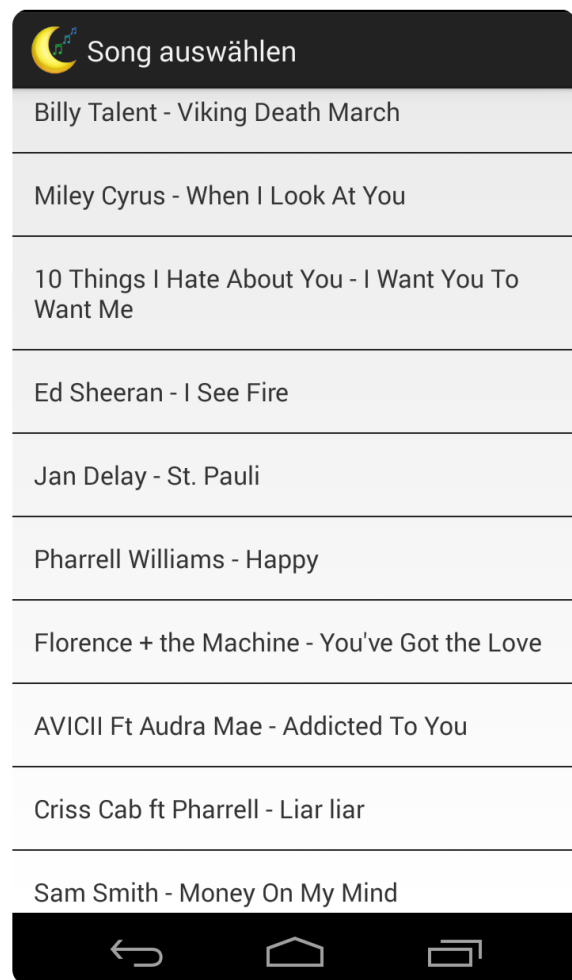 Song auswählen
Billy Talent - Viking Death March
Miley Cyrus - When I Look At You
10 Things I Hate About You - I Want You To
Want Me
Ed Sheeran - I See Fire
Jan Delay - St. Pauli
Pharrell Williams - Happy
Florence + the Machine - You've Got the Love
AVICII Ft Audra Mae - Addicted To You
Criss Cab ft Pharrell - Liar liar
Sam Smith - Money On My Mind